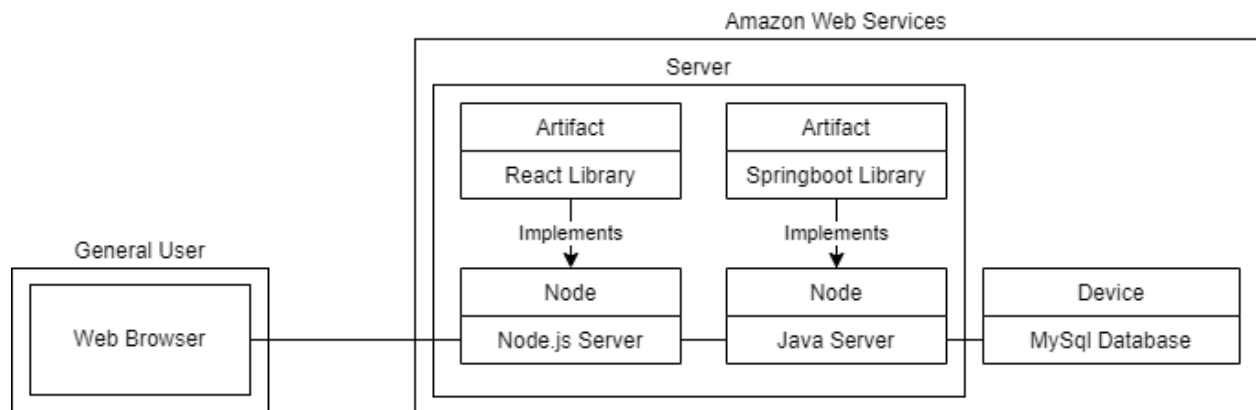 Amazon Web Services
Server
Artifact
React Library
Artifact
Springboot Library
Implements
Implements
General User
Web Browser
Node
Node.js Server
Node
Java Server
Device
MySql Database